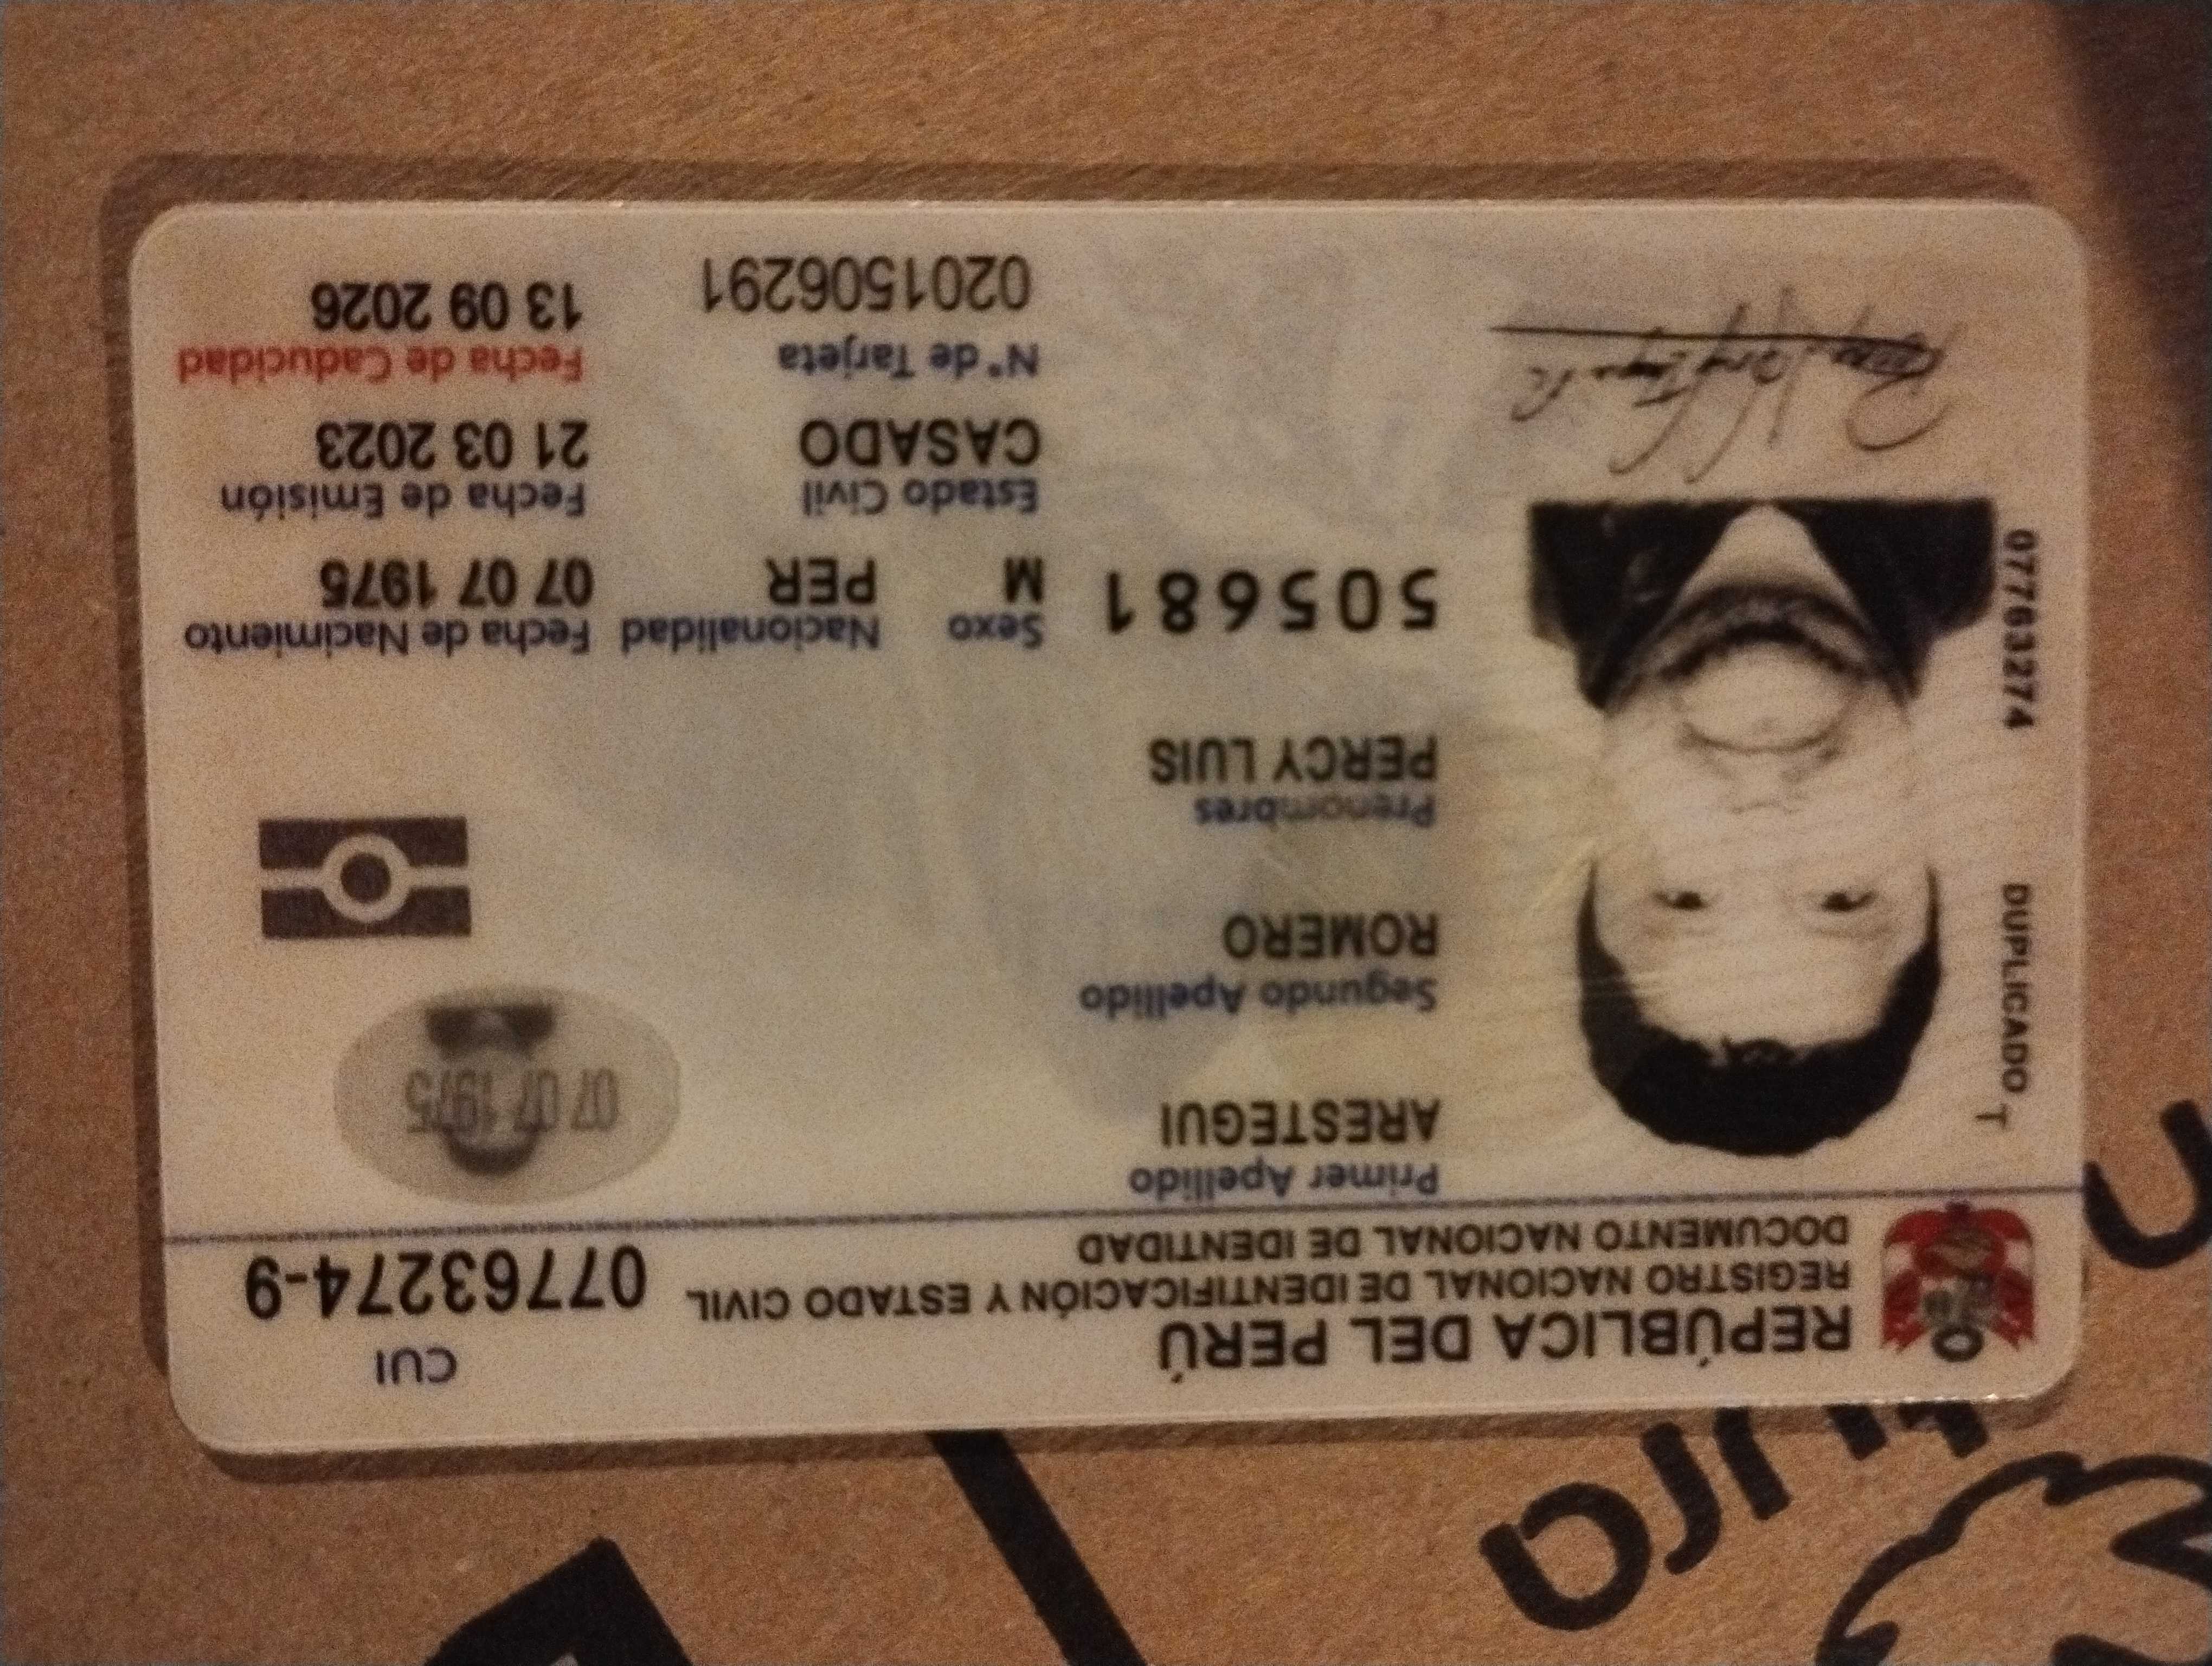 REPÚBLICA DEL PERÚ
REGISTRO NACIONAL DE IDENTIFICACIÓN Y ESTADO CIVIL
DOCUMENTO NACIONAL DE IDENTIDAD
CUI
07763274-9
Primer Apellido
ARESTEGUI
Segundo Apellido
ROMERO
Prenombres
PERCY LUIS
07 07 1975
DUPLICADO T
07763274
505681
Sexo Nacionalidad Fecha de Nacimiento
M PER 07 07 1975
Estado Civil Fecha de Emisión
CASADO 21 03 2023
N° de Tarjeta Fecha de Caducidad
0201506291 13 09 2026